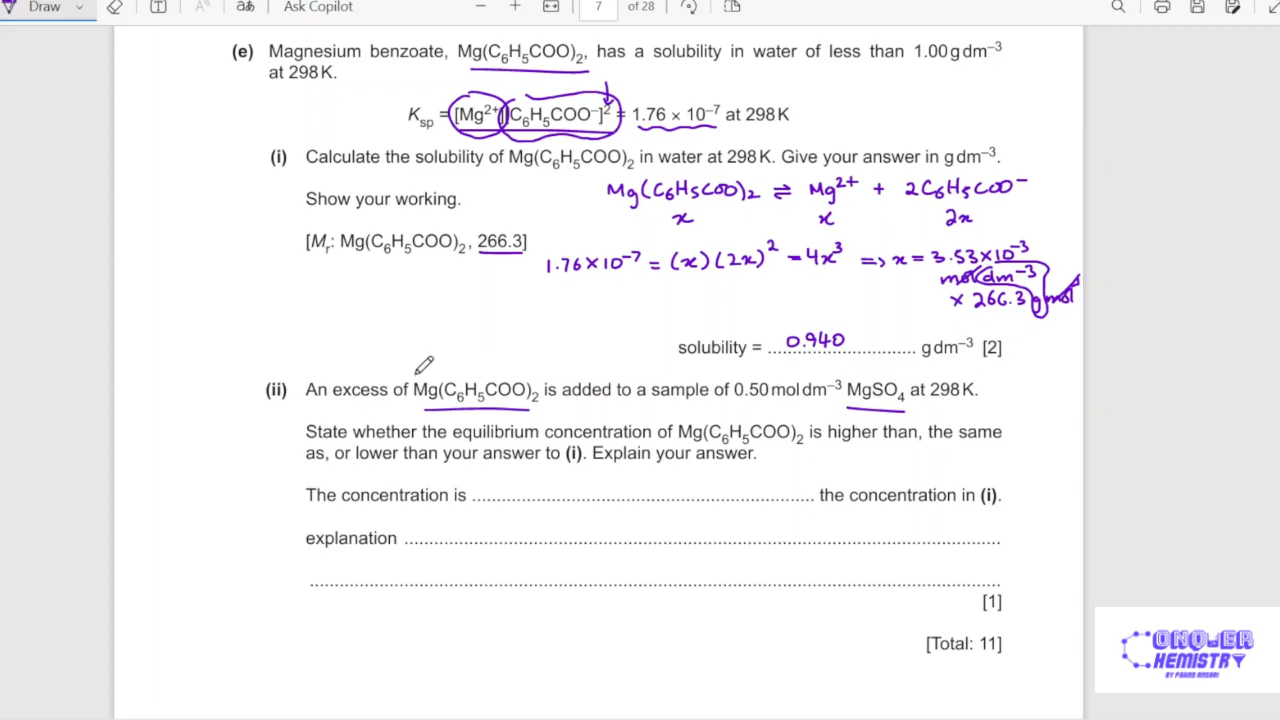 Draw aあ Ask Copilot − + 7 of 28
(e) Magnesium benzoate, Mg(C₆H₅COO)₂, has a solubility in water of less than 1.00 g dm⁻³
at 298 K.
Kₛₚ = [Mg²⁺][C₆H₅COO⁻]² = 1.76 × 10⁻⁷ at 298 K
(i) Calculate the solubility of Mg(C₆H₅COO)₂ in water at 298 K. Give your answer in g dm⁻³.
Show your working.
Mg(C₆H₅COO)₂ ⇌ Mg²⁺ + 2C₆H₅COO⁻
x x 2x
[Mᵣ: Mg(C₆H₅COO)₂, 266.3]
1.76×10⁻⁷ = (x)(2x)² = 4x³ ⇒ x = 3.53×10⁻³
mol dm⁻³
× 266.3 g mol
solubility = 0.940 g dm⁻³ [2]
(ii) An excess of Mg(C₆H₅COO)₂ is added to a sample of 0.50 mol dm⁻³ MgSO₄ at 298 K.
State whether the equilibrium concentration of Mg(C₆H₅COO)₂ is higher than, the same
as, or lower than your answer to (i). Explain your answer.
The concentration is ........................................ the concentration in (i).
explanation ........................................
........................................
[1]
[Total: 11]
CONQUER
CHEMISTRY
BY FAHAD ANSARI